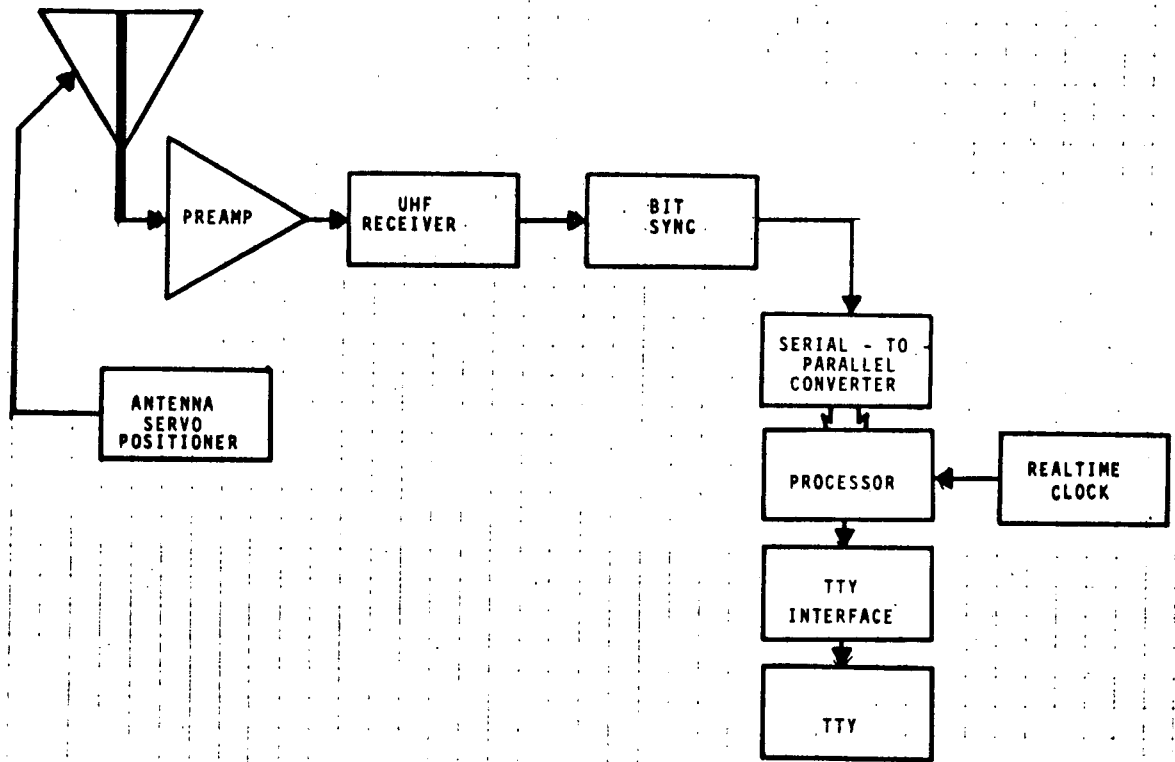 PREAMP
UHF
RECEIVER
BIT
SYNC
SERIAL - TO
PARALLEL
CONVERTER
ANTENNA
SERVO
POSITIONER
PROCESSOR
REALTIME
CLOCK
TTY
INTERFACE
TTY